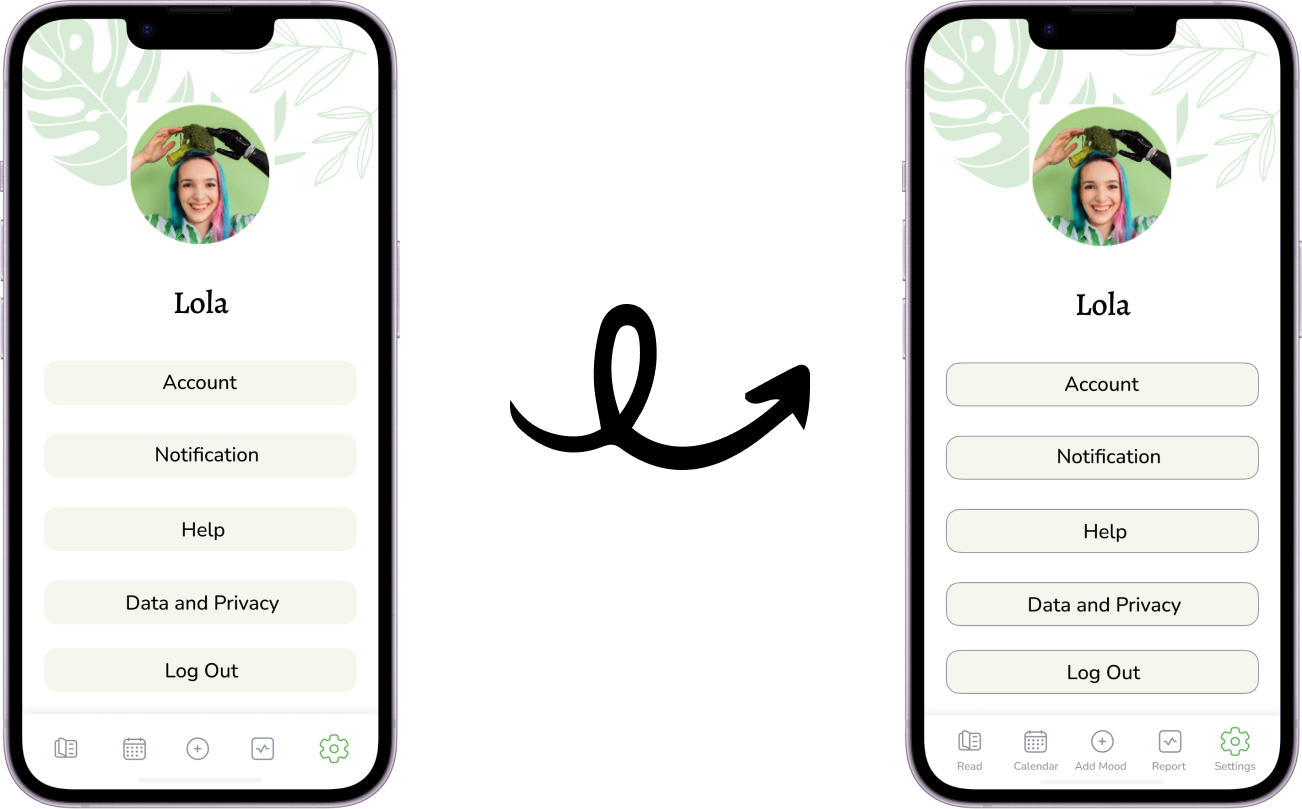 Lola
Account
Notification
Help
Data and Privacy
Log Out
Lola
Account
Notification
Help
Data and Privacy
Log Out
Read Calendar Add Mood Report Settings